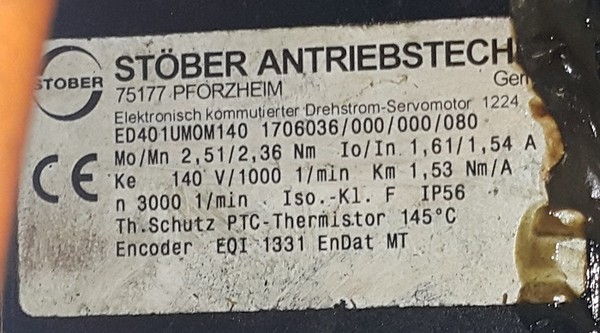 STÖBER
STÖBER ANTRIEBSTECH
75177 PFORZHEIM Ger
Elektronisch kommutierter Drehstrom-Servomotor 1224
ED401UM0M140 1706036/000/000/080
Mo/Mn 2,51/2,36 Nm Io/In 1,61/1,54 A
Ke 140 V/1000 1/min Km 1,53 Nm/A
n 3000 1/min . Iso.-Kl. F IP56
Th.Schutz PTC-Thermistor 145°C
Encoder EQI 1331 EnDat MT
CE